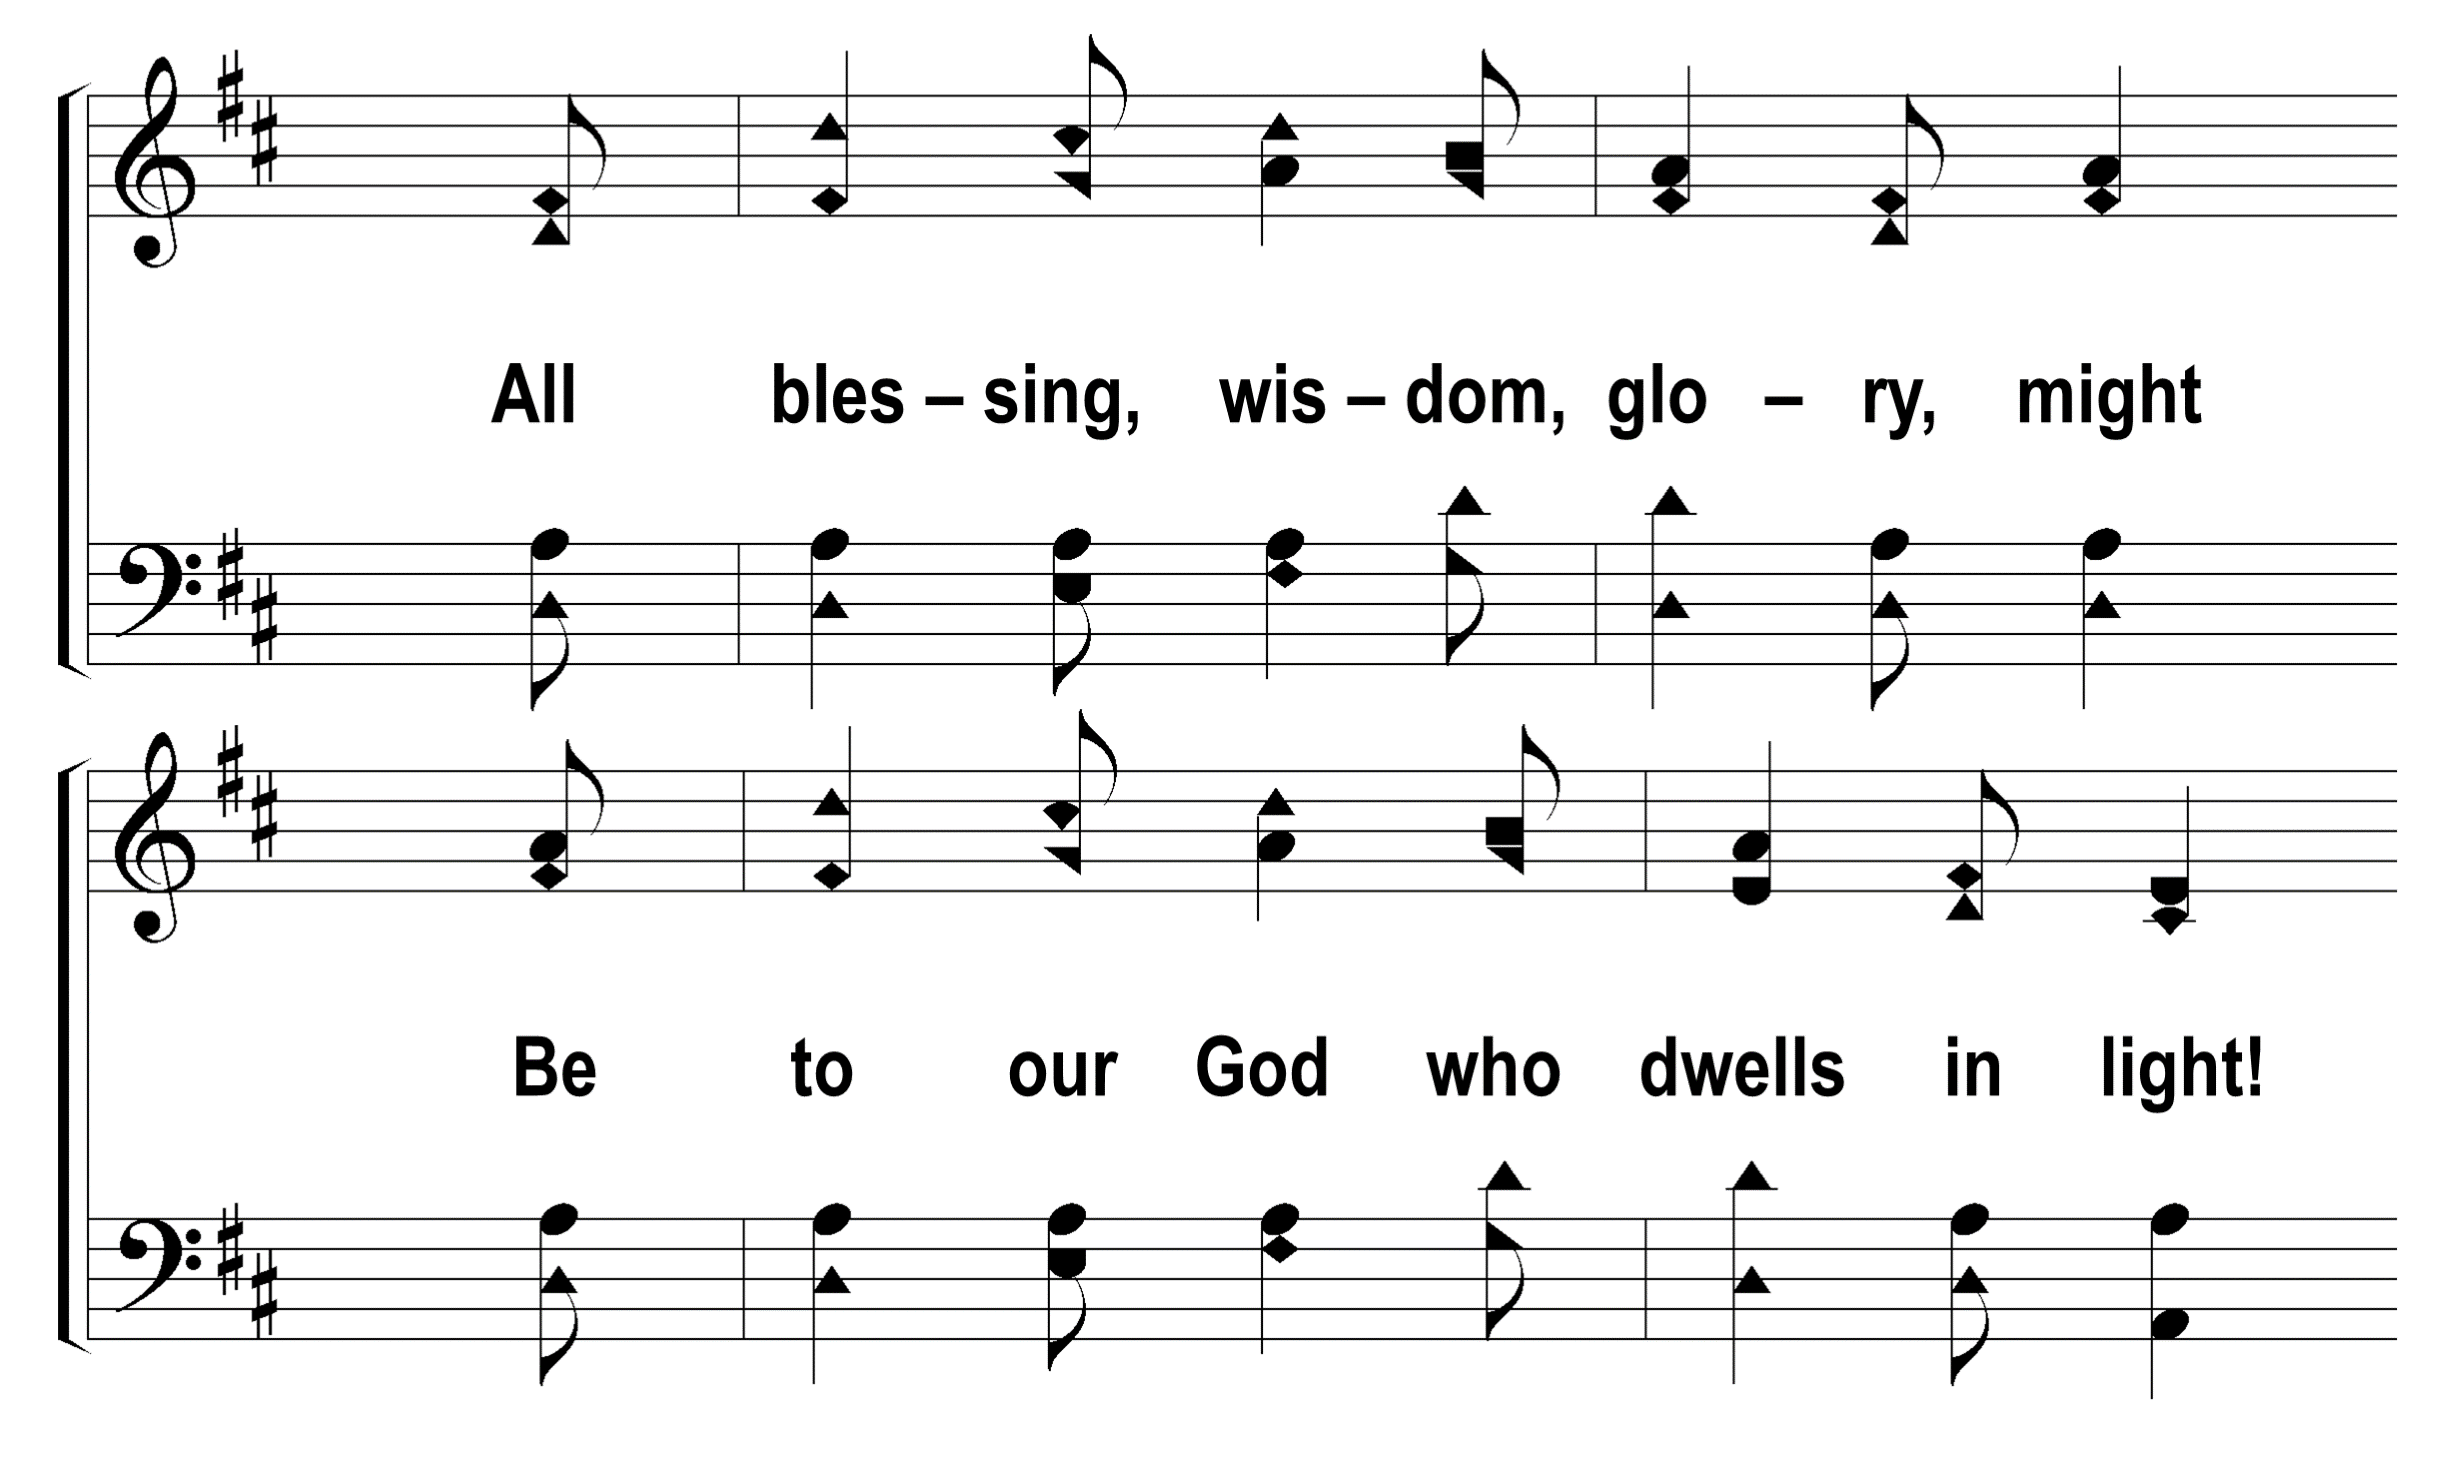 All bles – sing, wis – dom, glo – ry, might
Be to our God who dwells in light!